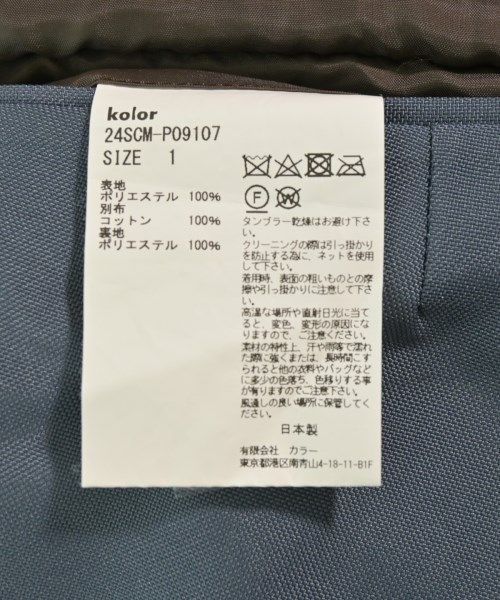 kolor
24SCM-P09107
SIZE 1
表地
ポリエステル 100%
別布
コットン 100%
裏地
ポリエステル 100%
F
W
タンブラー乾燥はお避け下さ
い。
クリーニングの際は引っ掛かり
を防止する為に、ネットを使用
して下さい。
着用時、表面の粗いものとの摩
擦や引っ掛かりに注意して下さ
い。
高温な場所や直射日光に当て
ると、変色、変形の原因にな
りますので、ご注意ください。
素材の特性上、汗や雨等で濡れ
た際に強くまたは、長時間こす
られると他の衣料やバッグなど
に多少の色落ち、色移りする事
が有りますのでご注意下さい。
風通しの良い場所に保管してく
ださい。
日本製
有限会社 カラー
東京都港区南青山4-18-11-B1F